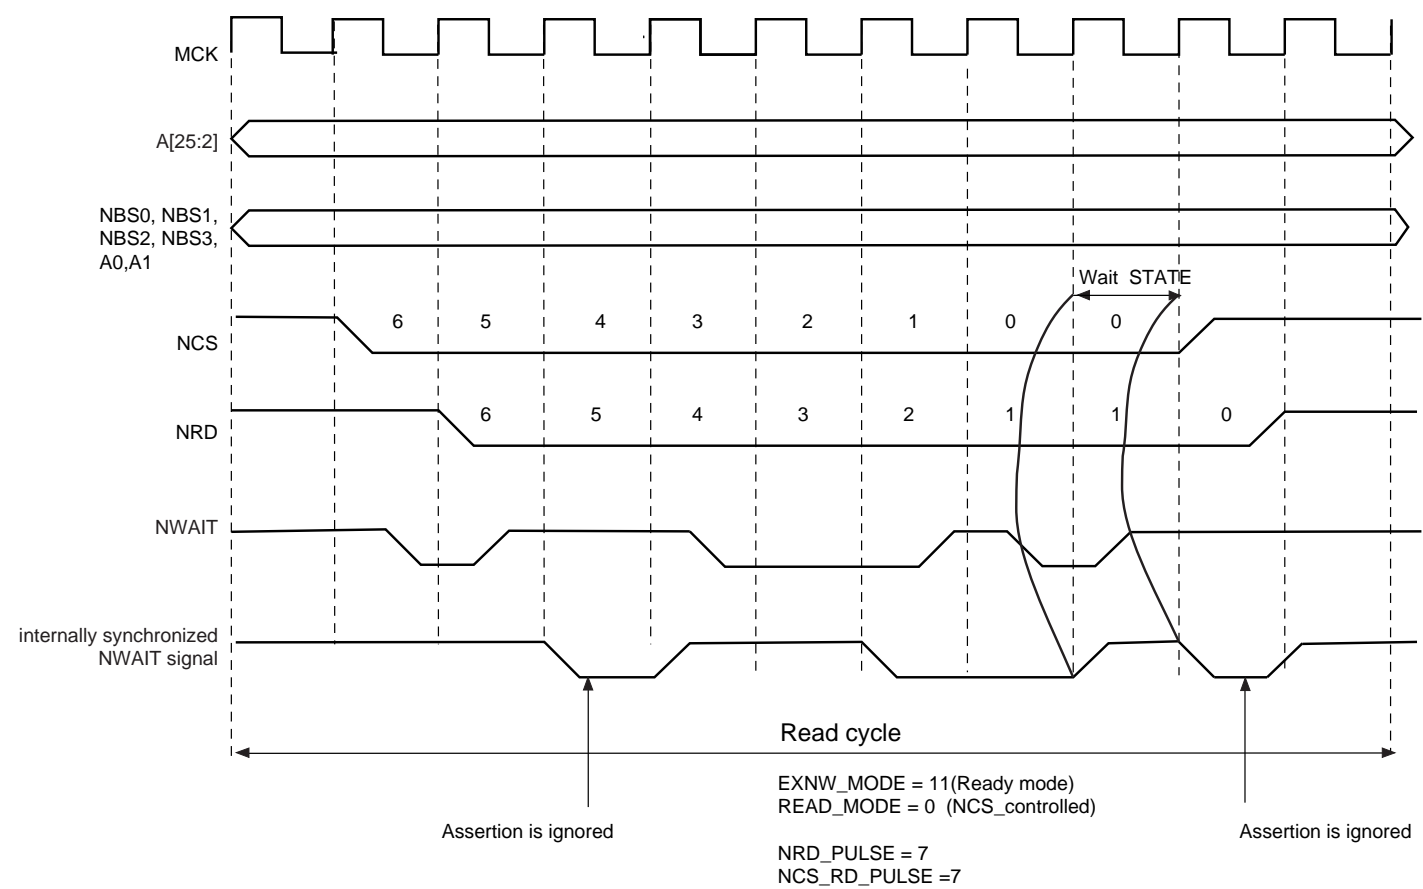 MCK
A[25:2]
NBS0, NBS1,
NBS2, NBS3,
A0,A1
Wait STATE
NCS
6 5 4 3 2 1 0 0
NRD
6 5 4 3 2 1 1 0
NWAIT
internally synchronized
NWAIT signal
Read cycle
EXNW_MODE = 11(Ready mode)
READ_MODE = 0 (NCS_controlled)
Assertion is ignored
Assertion is ignored
NRD_PULSE = 7
NCS_RD_PULSE =7